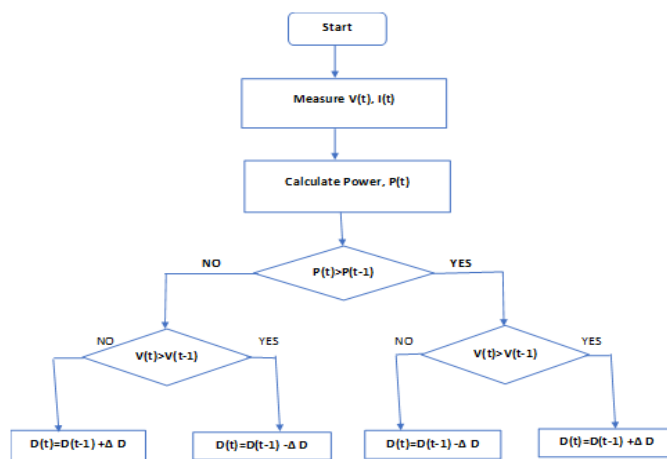 Start
Measure V(t), I(t)
Calculate Power, P(t)
NO
YES
P(t)>P(t-1)
NO
YES
NO
YES
V(t)>V(t-1)
V(t)>V(t-1)
D(t)=D(t-1) +Δ D
D(t)=D(t-1) -Δ D
D(t)=D(t-1) -Δ D
D(t)=D(t-1) +Δ D